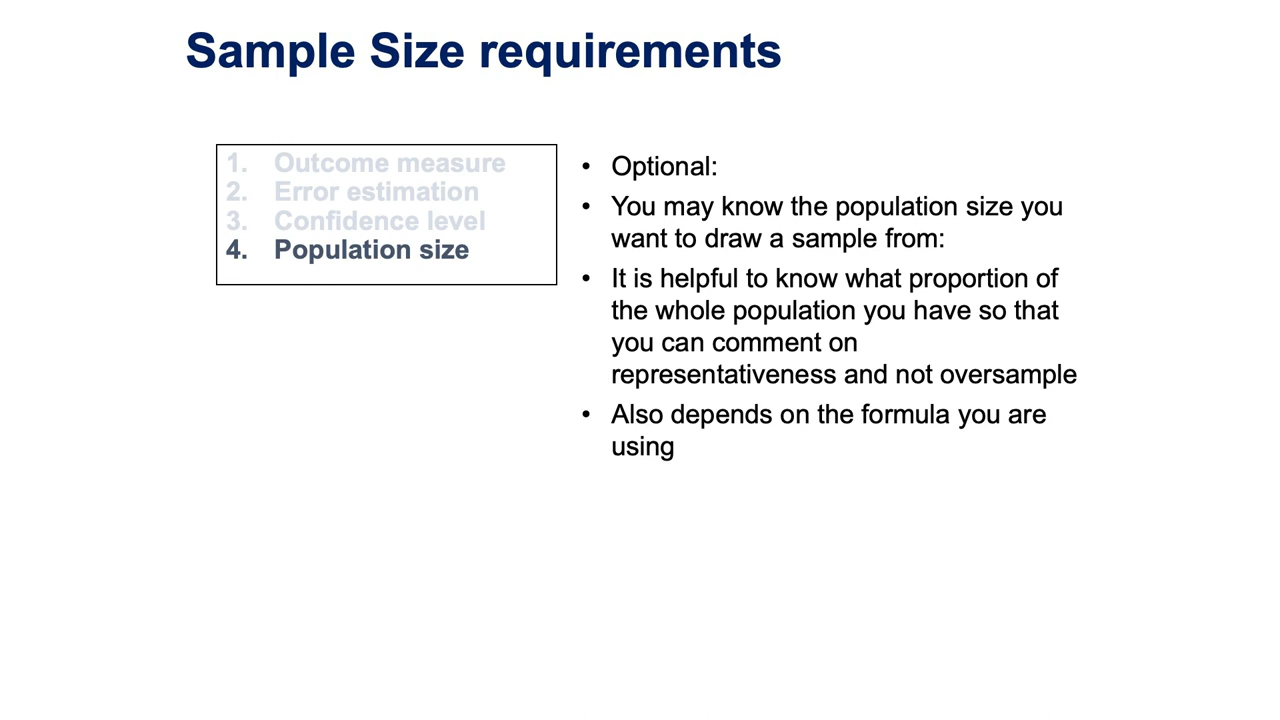 Sample Size requirements
1. Outcome measure
2. Error estimation
3. Confidence level
4. Population size
• Optional:
• You may know the population size you
want to draw a sample from:
• It is helpful to know what proportion of
the whole population you have so that
you can comment on
representativeness and not oversample
• Also depends on the formula you are
using